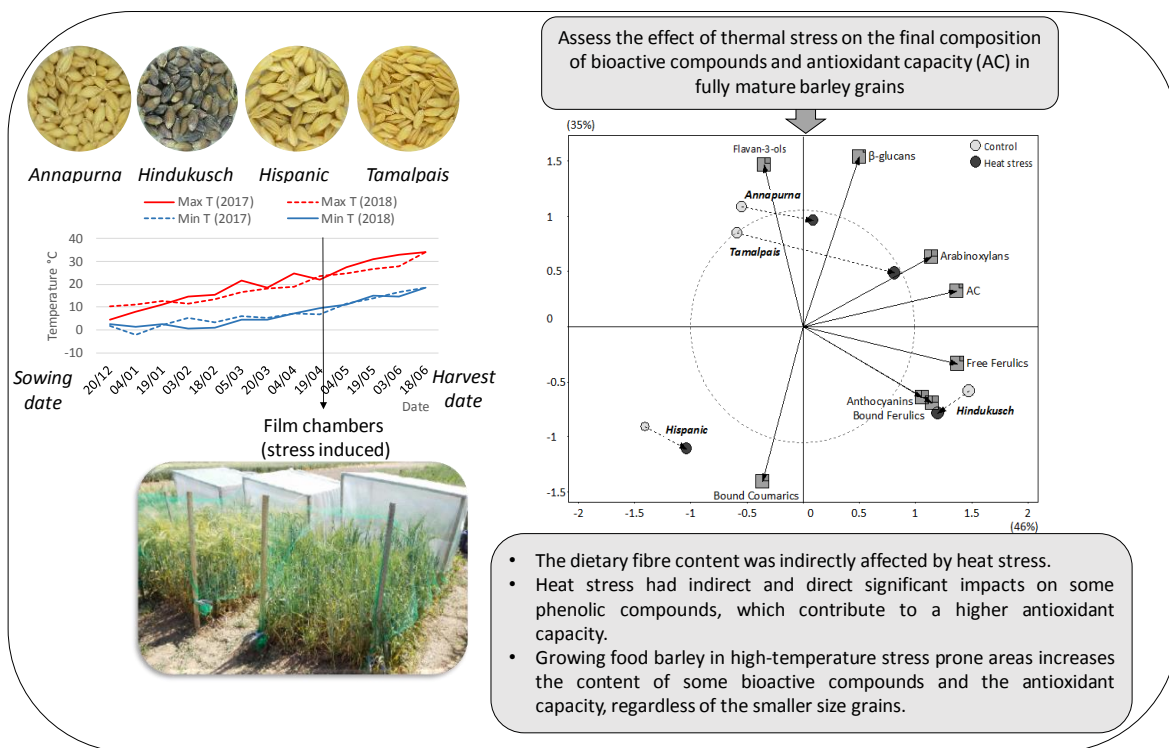 Annapurna Hindukusch Hispanic Tamalpais
Max T (2017) Max T (2018)
Min T (2017) Min T (2018)
Temperature °C
40
30
20
10
0
-10
20/12 04/01 19/01 03/02 18/02 05/03 20/03 04/04 19/04 04/05 19/05 03/06 18/06
Date
Sowing
date
Harvest
date
Film chambers
(stress induced)
Assess the effect of thermal stress on the final composition
of bioactive compounds and antioxidant capacity (AC) in
fully mature barley grains
(35%)
Control
Heat stress
Flavan-3-ols
β-glucans
1.5
Annapurna
1
Tamalpais
Arabinoxylans
0.5
AC
0
Free Ferulics
-0.5
Anthocyanins
Bound Ferulics
Hindukusch
Hispanic
-1
Bound Coumarics
-1.5
-2 -1.5 -1 -0.5 0 0.5 1 1.5 2
(46%)
• The dietary fibre content was indirectly affected by heat stress.
• Heat stress had indirect and direct significant impacts on some
phenolic compounds, which contribute to a higher antioxidant
capacity.
• Growing food barley in high-temperature stress prone areas increases
the content of some bioactive compounds and the antioxidant
capacity, regardless of the smaller size grains.